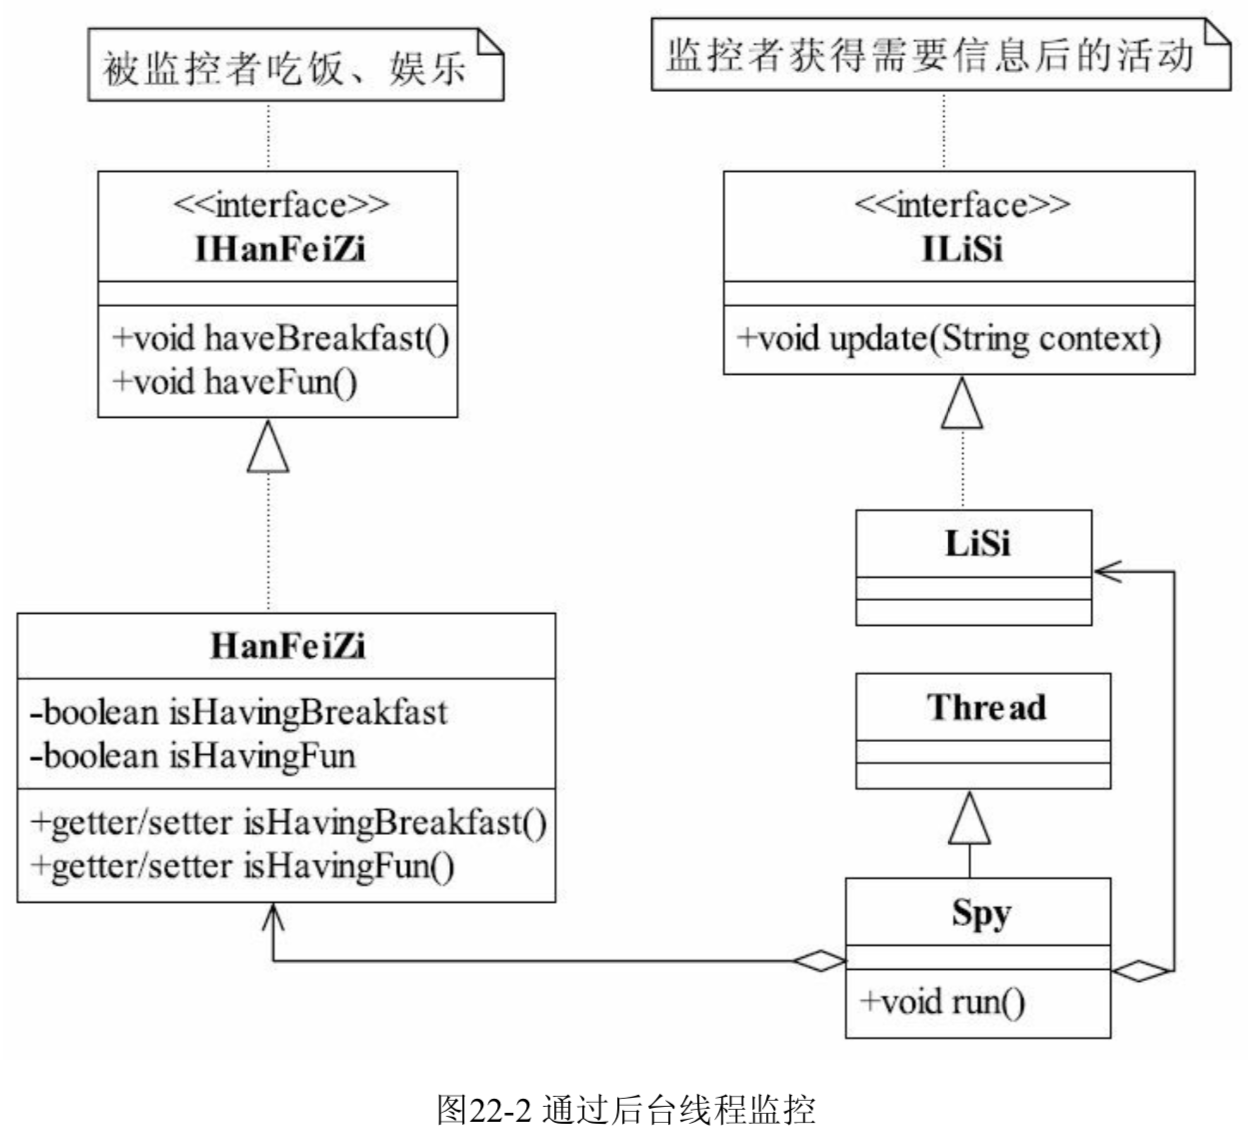 被监控者吃饭、娱乐
监控者获得需要信息后的活动
<<interface>>
IHanFeiZi
+void haveBreakfast()
+void haveFun()
<<interface>>
ILiSi
+void update(String context)
LiSi
HanFeiZi
-boolean isHavingBreakfast
-boolean isHavingFun
+getter/setter isHavingBreakfast()
+getter/setter isHavingFun()
Thread
Spy
+void run()
图22-2 通过后台线程监控